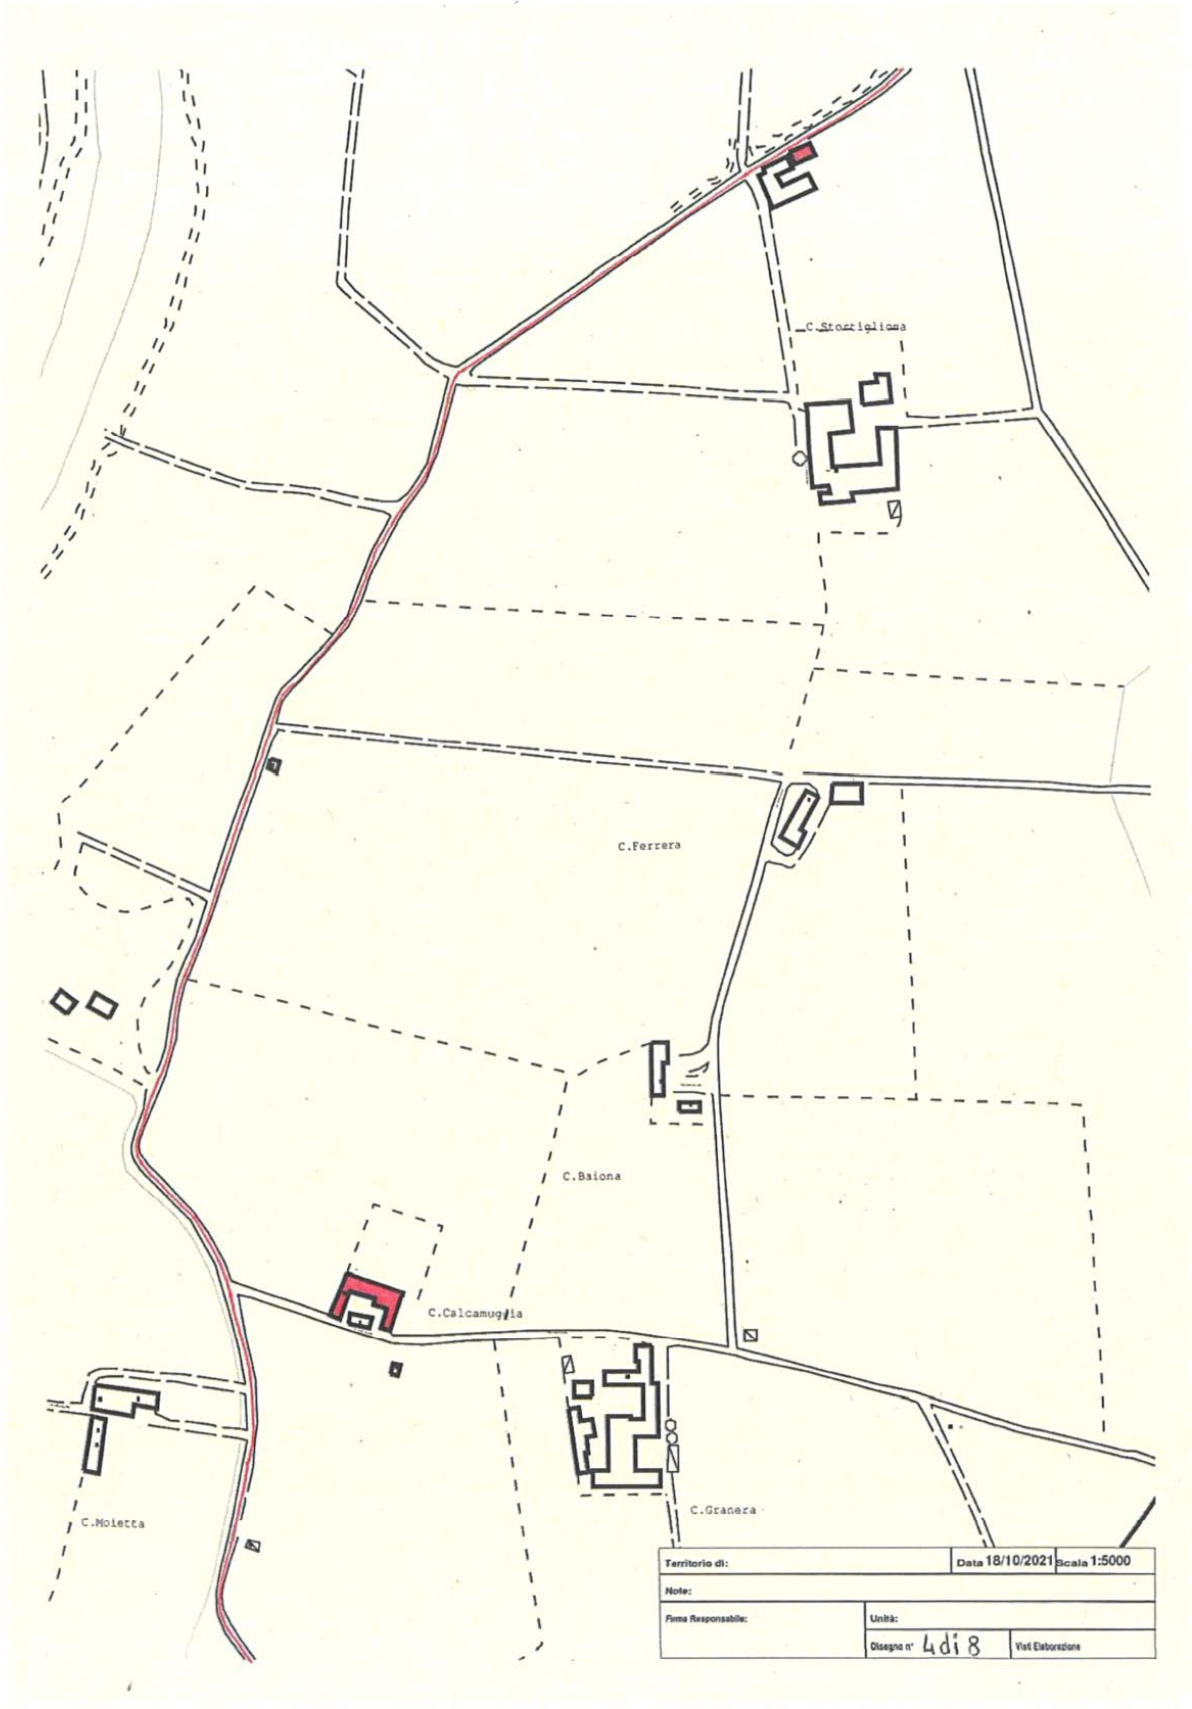 C.Stortigliosa
C.Ferrera
C.Baiona
C.Calcamuggia
C.Granera
C.Moietta
Territorio di:
Data 18/10/2021
Scala 1:5000
Note:
Firma Responsabile:
Unità:
Disegno n° 4 di 8
Visti Elaborazione